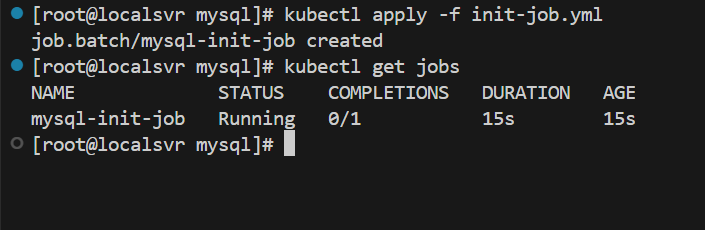 [root@localsvr mysql]# kubectl apply -f init-job.yml
job.batch/mysql-init-job created
[root@localsvr mysql]# kubectl get jobs
NAME STATUS COMPLETIONS DURATION AGE
mysql-init-job Running 0/1 15s 15s
[root@localsvr mysql]#